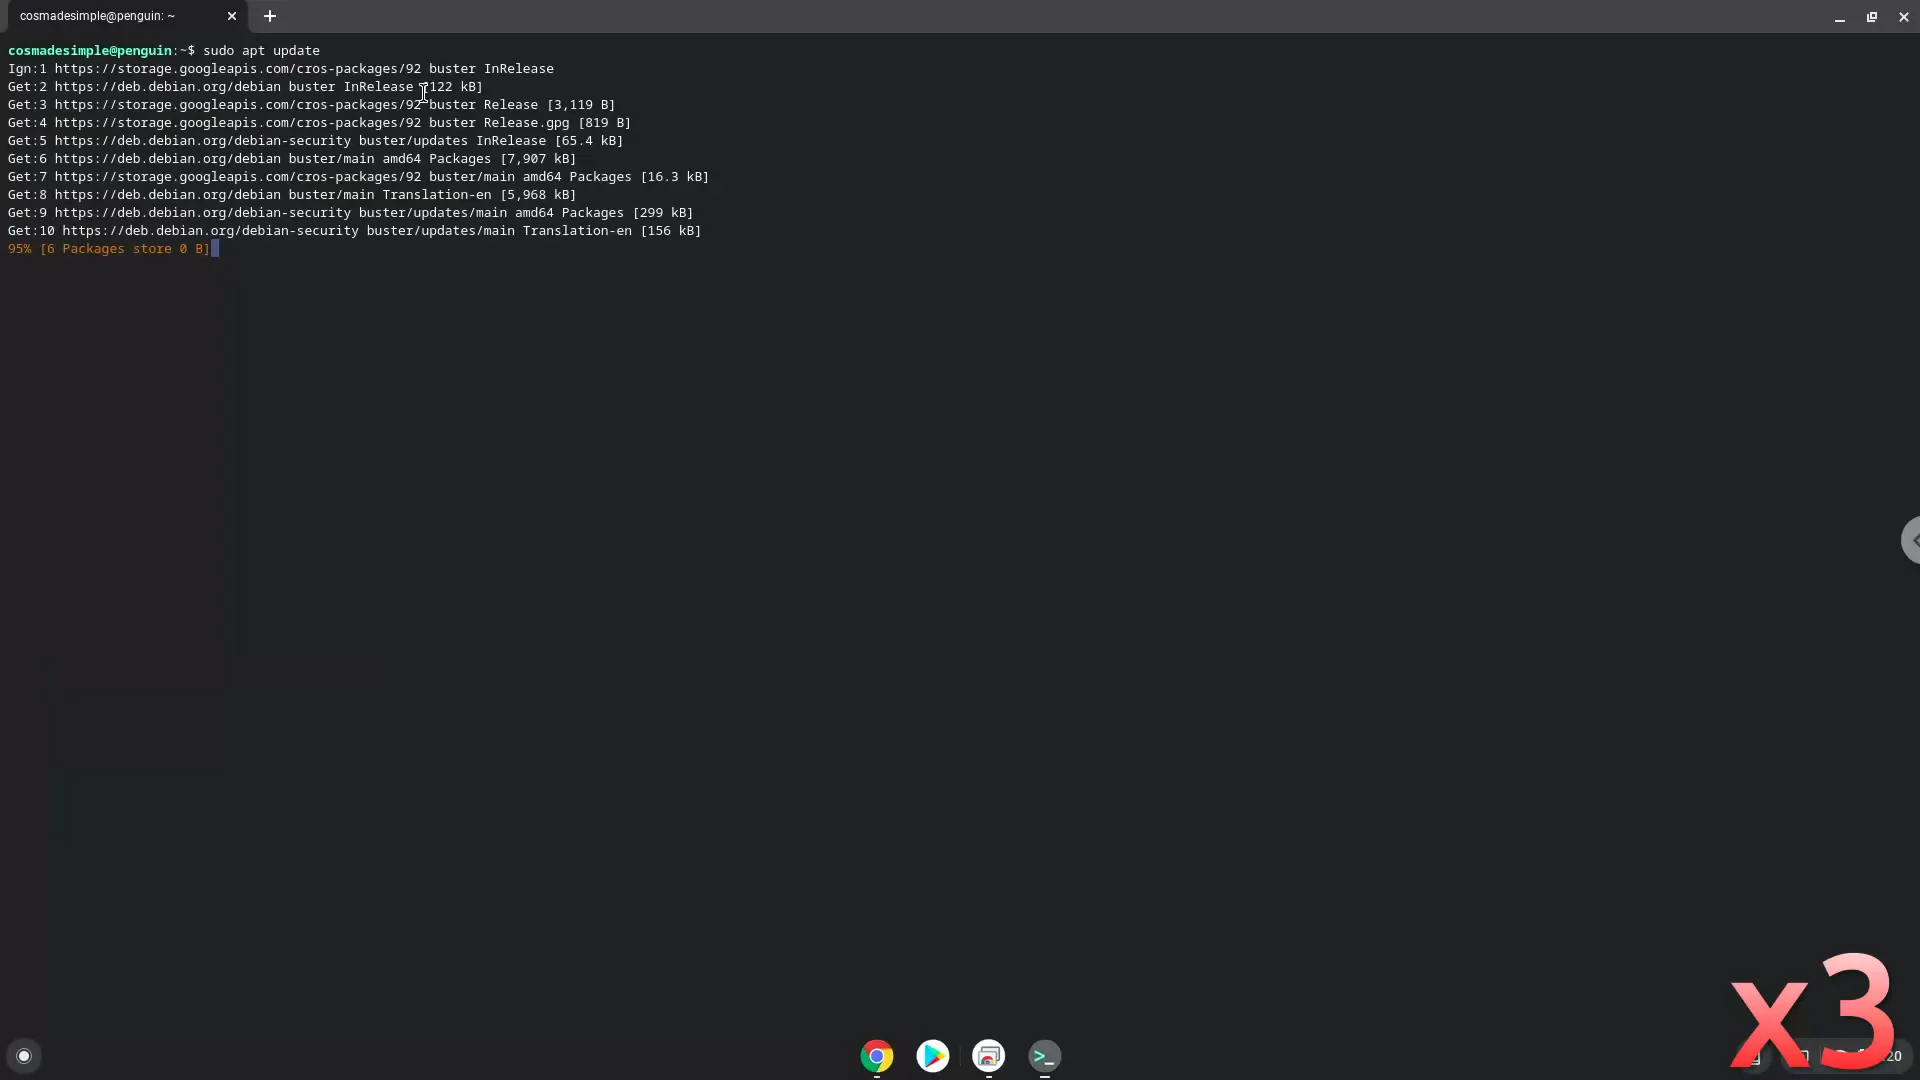 cosmadesimple@penguin: ~
cosmadesimple@penguin:~$ sudo apt update
Ign:1 https://storage.googleapis.com/cros-packages/92 buster InRelease
Get:2 https://deb.debian.org/debian buster InRelease [122 kB]
Get:3 https://storage.googleapis.com/cros-packages/92 buster Release [3,119 B]
Get:4 https://storage.googleapis.com/cros-packages/92 buster Release.gpg [819 B]
Get:5 https://deb.debian.org/debian-security buster/updates InRelease [65.4 kB]
Get:6 https://deb.debian.org/debian buster/main amd64 Packages [7,907 kB]
Get:7 https://storage.googleapis.com/cros-packages/92 buster/main amd64 Packages [16.3 kB]
Get:8 https://deb.debian.org/debian buster/main Translation-en [5,968 kB]
Get:9 https://deb.debian.org/debian-security buster/updates/main amd64 Packages [299 kB]
Get:10 https://deb.debian.org/debian-security buster/updates/main Translation-en [156 kB]
95% [6 Packages store 0 B]
x3